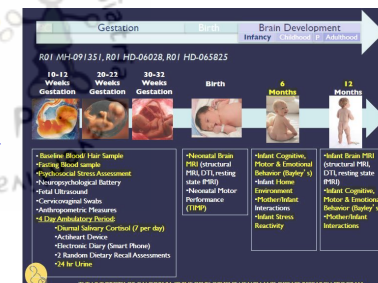 Gestation
Birth
Brain Development
Infancy Childhood P Adulthood
R01 MH-091351, R01 HD-06028, R01 HD-065825
10-12 Weeks Gestation
20-22 Weeks Gestation
30-32 Weeks Gestation
Birth
6 Months
12 Months
•Baseline Blood/ Hair Sample
•Fasting Blood sample
•Psychosocial Stress Assessment
•Neuropsychological Battery
•Fetal Ultrasound
•Cervicovaginal Swabs
•Anthropometric Measures
•4 Day Ambulatory Period:
•Diurnal Salivary Cortisol (7 per day)
•Actiheart Device
•Electronic Diary (Smart Phone)
•2 Random Dietary Recall Assessments
•24 hr Urine
•Neonatal Brain
MRI (structural
MRI, DTI, resting
state fMRI)
•Neonatal Motor
Performance
(TIMP)
•Infant Cognitive,
Motor & Emotional
Behavior (Bayley's)
•Infant Home
Environment
•Mother/Infant
Interactions
•Infant Stress
Reactivity
•Infant Brain MRI
(structural MRI,
DTI, resting state
fMRI)
•Infant Cognitive,
Motor & Emotional
Behavior (Bayley's
•Mother/Infant
Interactions